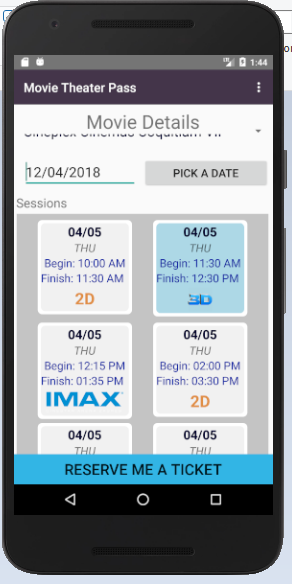 1:44
Movie Theater Pass
Movie Details
Cineplex Cinemas Coquitlam VIP
12/04/2018
PICK A DATE
Sessions
04/05
THU
Begin: 10:00 AM
Finish: 11:30 AM
2D
04/05
THU
Begin: 11:30 AM
Finish: 12:30 PM
3D
04/05
THU
Begin: 12:15 PM
Finish: 01:35 PM
IMAX
04/05
THU
Begin: 02:00 PM
Finish: 03:30 PM
2D
04/05
THU
04/05
THU
RESERVE ME A TICKET